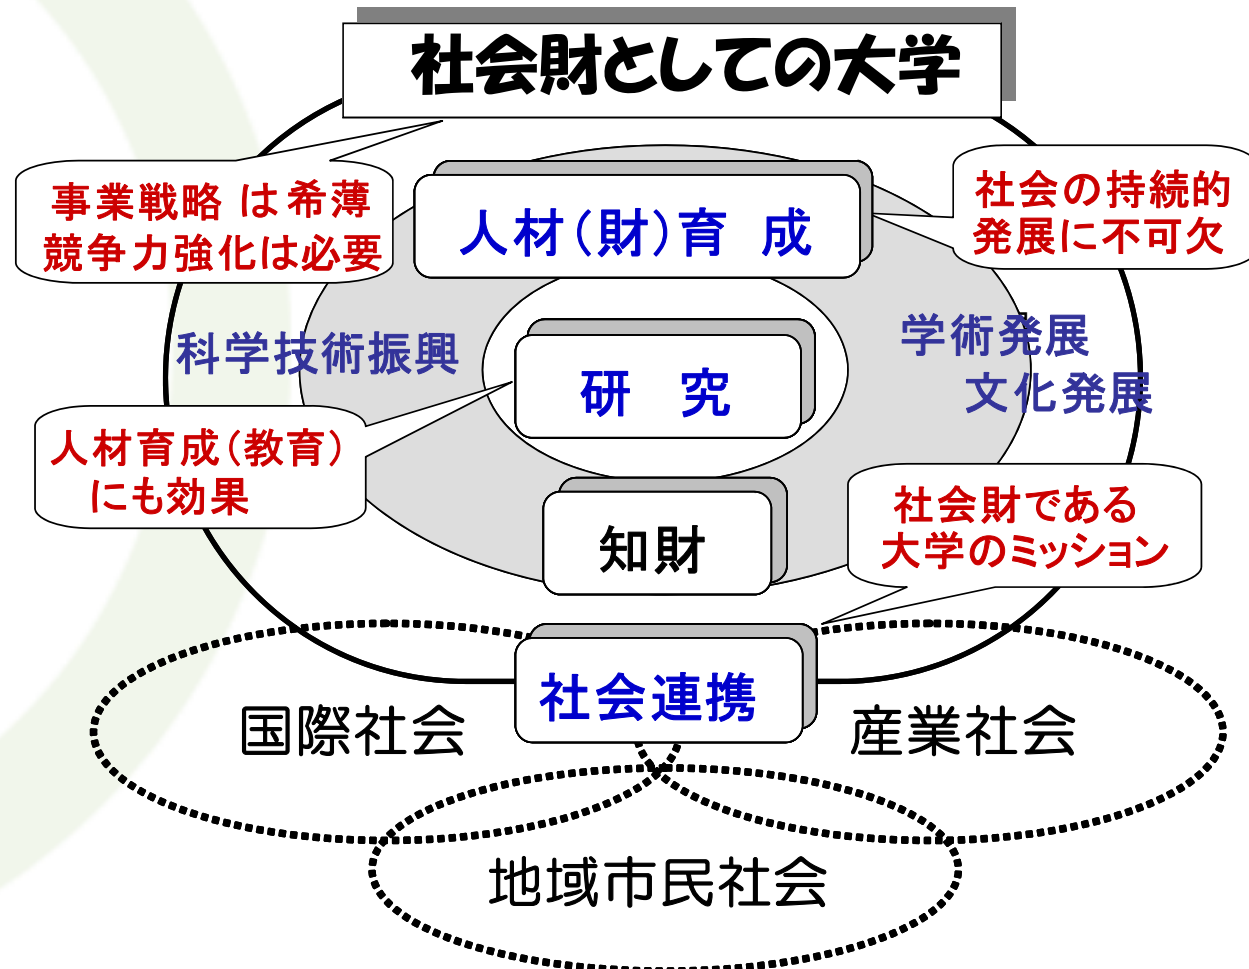 社会財としての大学
事業戦略 は 希薄
競争力強化は必要
人材(財)育 成
社会の持続的
発展に不可欠
科学技術振興
学術発展
文化発展
研 究
人材育成(教育)
にも効果
知財
社会財である
大学のミッション
社会連携
国際社会
産業社会
地域市民社会